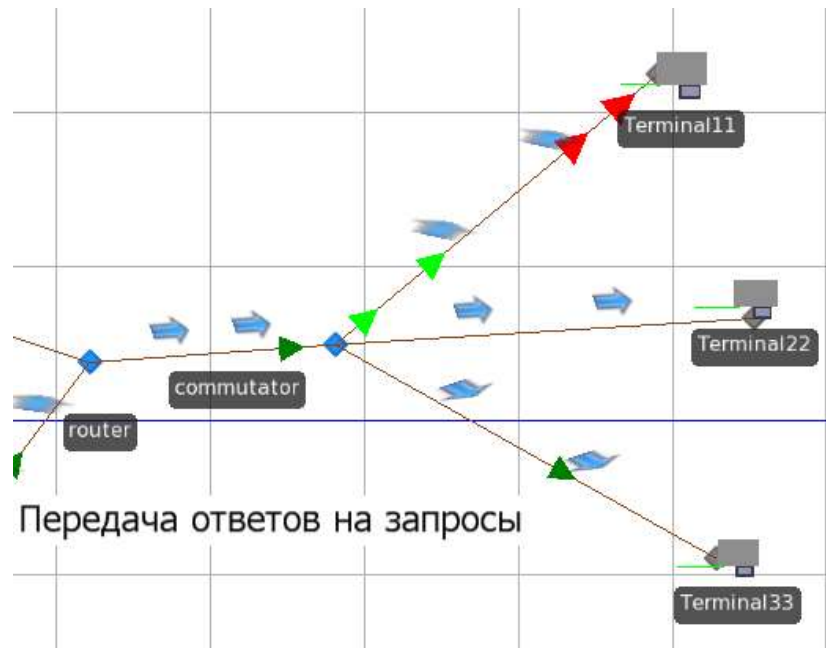 Terminal11
Terminal22
commutator
router
Передача ответов на запросы
Terminal33